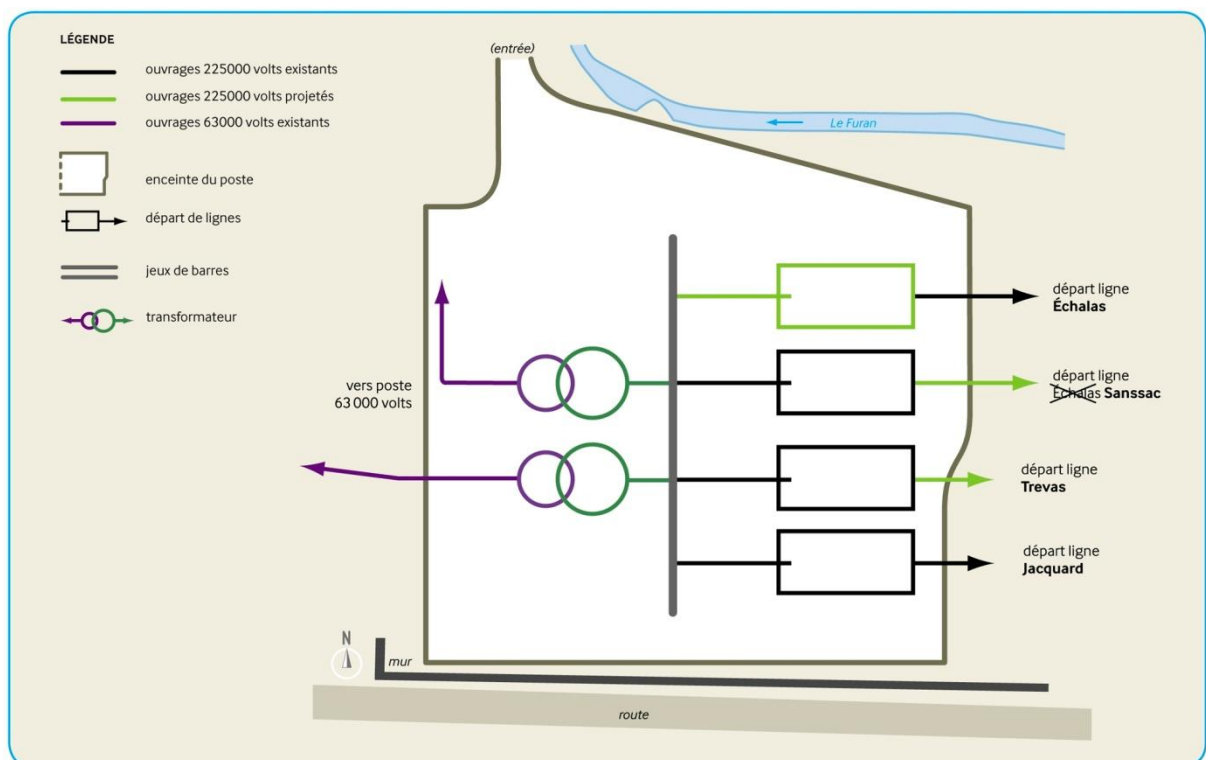 LÉGENDE
ouvrages 225000 volts existants
ouvrages 225000 volts projetés
ouvrages 63000 volts existants
enceinte du poste
départ de lignes
jeux de barres
transformateur
(entrée)
Le Furan
départ ligne
Échalas
départ ligne
Echalas Sanssac
départ ligne
Trevas
départ ligne
Jacquard
vers poste
63 000 volts
N
mur
route